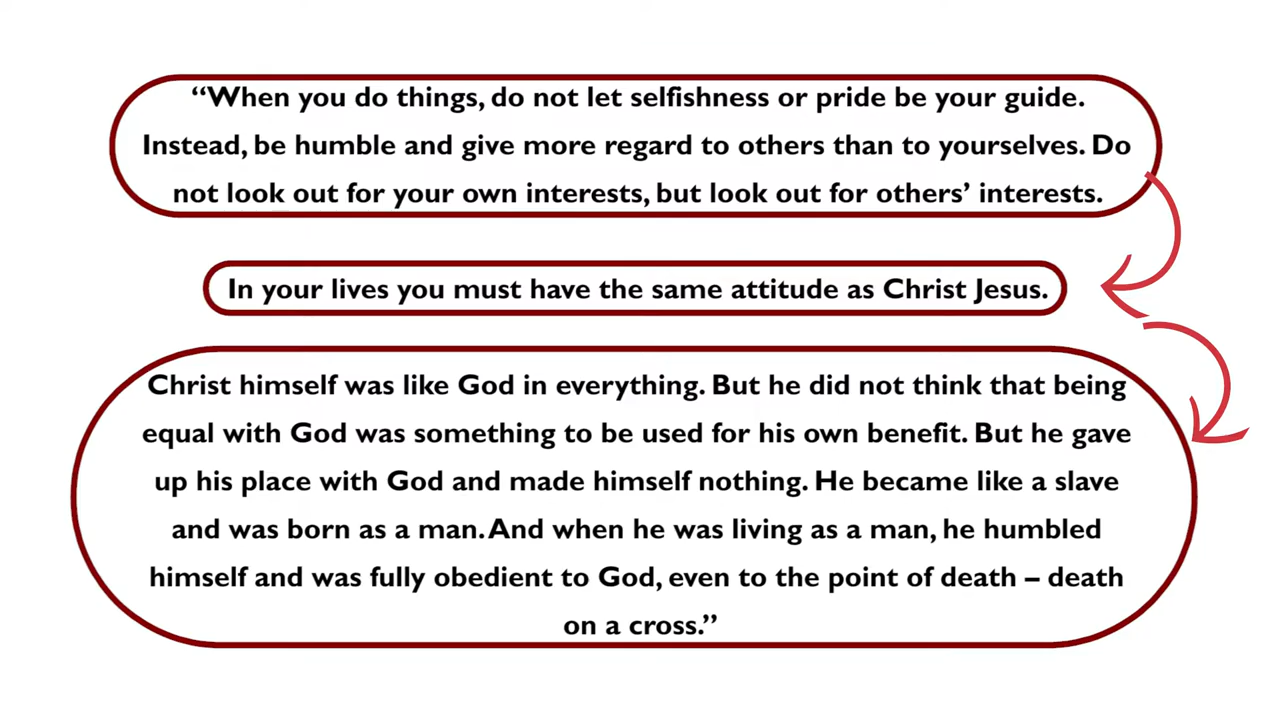 “When you do things, do not let selfishness or pride be your guide.
Instead, be humble and give more regard to others than to yourselves. Do
not look out for your own interests, but look out for others’ interests.
In your lives you must have the same attitude as Christ Jesus.
Christ himself was like God in everything. But he did not think that being
equal with God was something to be used for his own benefit. But he gave
up his place with God and made himself nothing. He became like a slave
and was born as a man. And when he was living as a man, he humbled
himself and was fully obedient to God, even to the point of death – death
on a cross.”